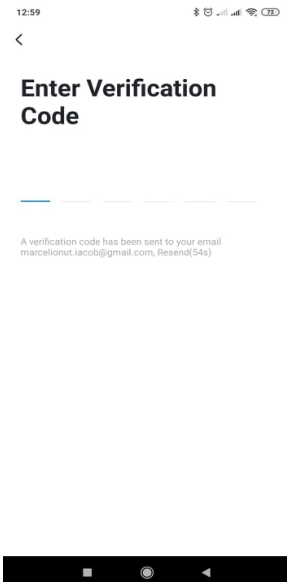 12:59
73
Enter Verification
Code
A verification code has been sent to your email
marcelionut.iacob@gmail.com, Resend(54s)